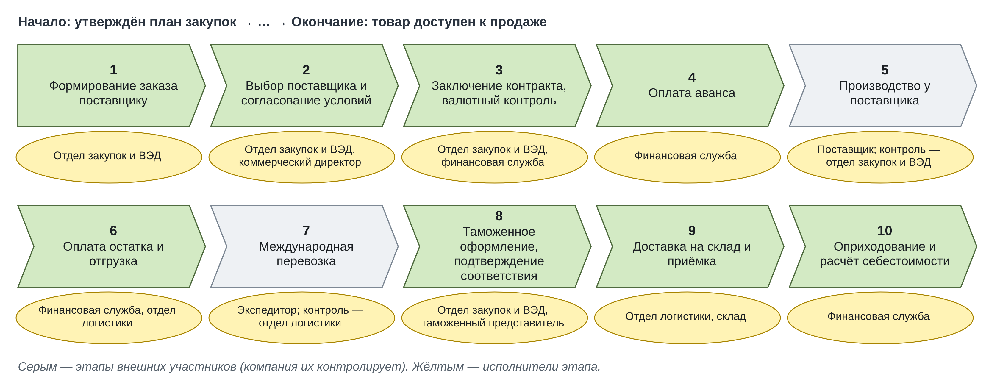 Начало: утверждён план закупок → … → Окончание: товар доступен к продаже
1
Формирование заказа
поставщику
2
Выбор поставщика и
согласование условий
3
Заключение контракта,
валютный контроль
4
Оплата аванса
5
Производство у
поставщика
Отдел закупок и ВЭД
Отдел закупок и ВЭД,
коммерческий директор
Отдел закупок и ВЭД,
финансовая служба
Финансовая служба
Поставщик; контроль —
отдел закупок и ВЭД
6
Оплата остатка и
отгрузка
7
Международная
перевозка
8
Таможенное
оформление,
подтверждение
соответствия
9
Доставка на склад и
приёмка
10
Оприходование и
расчёт себестоимости
Финансовая служба, отдел
логистики
Экспедитор; контроль —
отдел логистики
Отдел закупок и ВЭД,
таможенный представитель
Отдел логистики, склад
Финансовая служба
Серым — этапы внешних участников (компания их контролирует). Жёлтым — исполнители этапа.